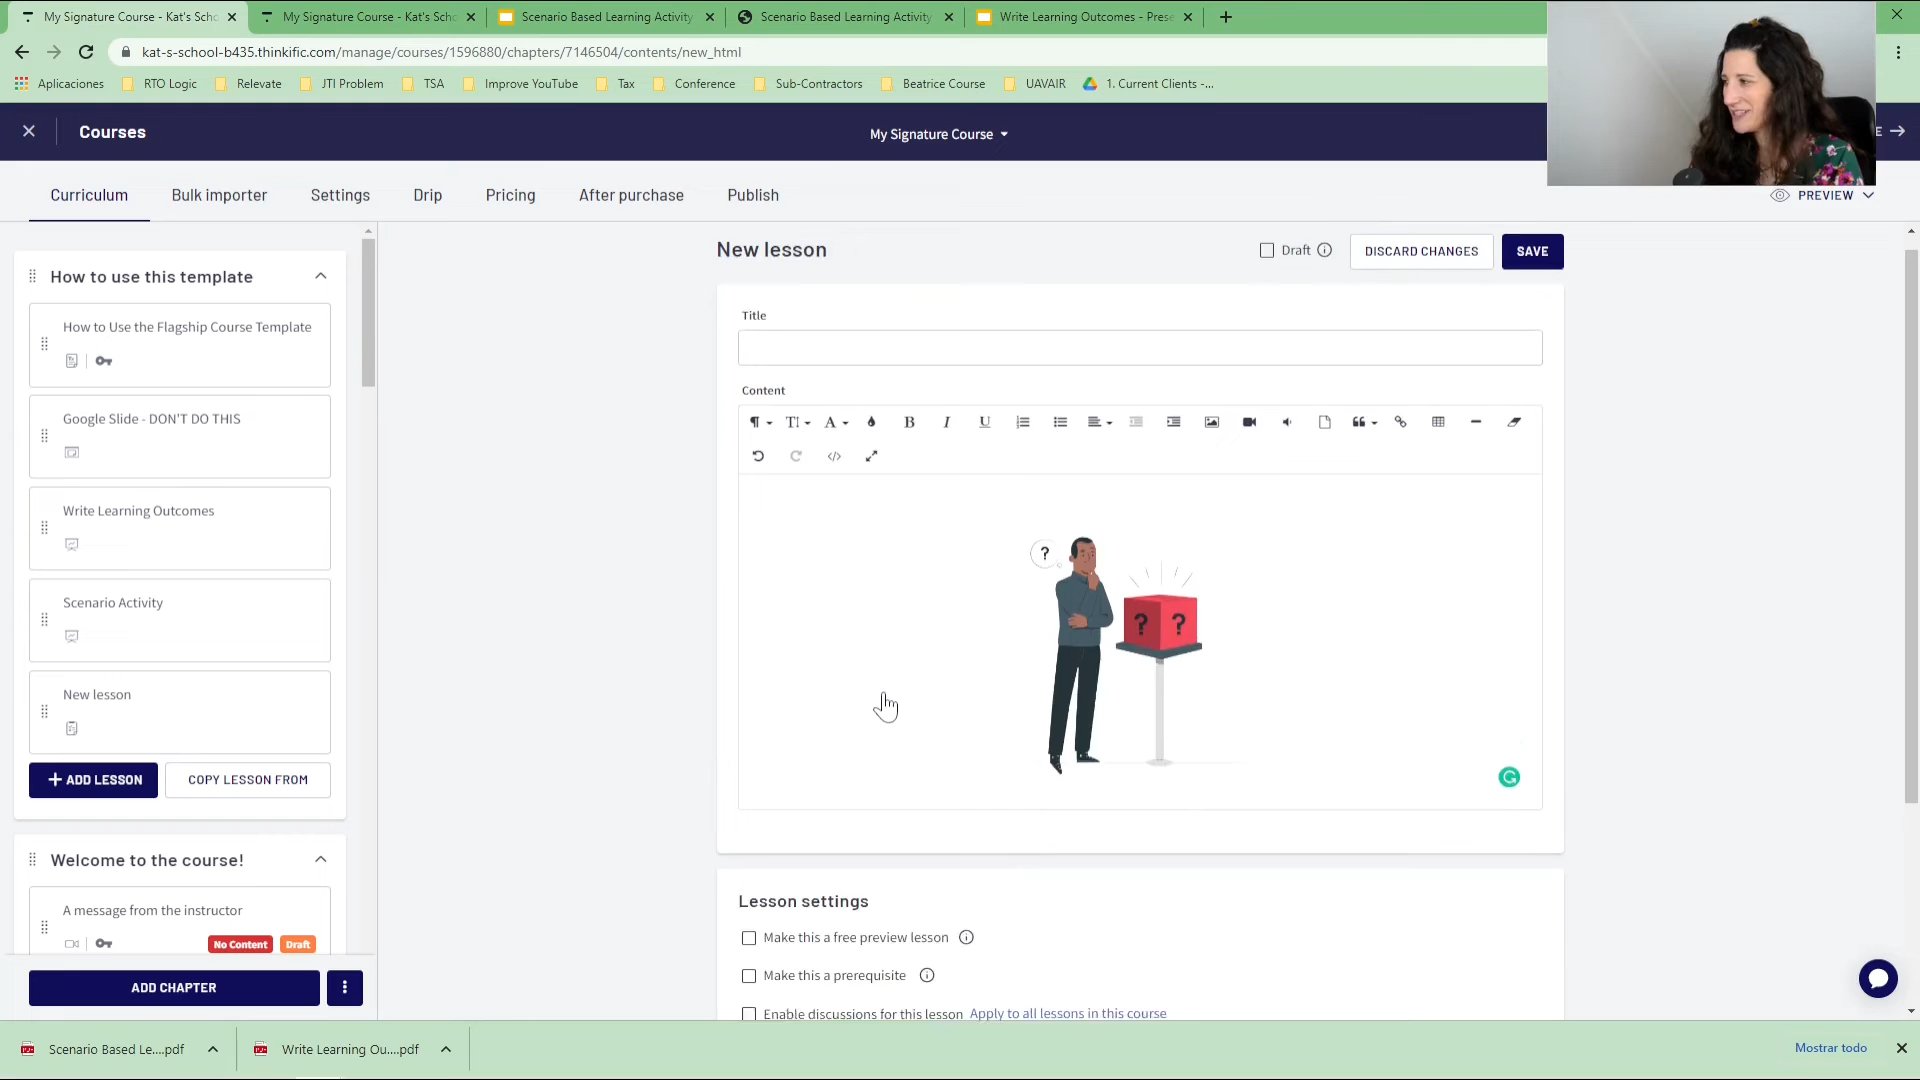 My Signature Course - Kat's Scho
My Signature Course - Kat's Scho
Scenario Based Learning Activity
Scenario Based Learning Activity
Write Learning Outcomes - Prese
kat-s-school-b435.thinkific.com/manage/courses/1596880/chapters/7146504/contents/new_html
Aplicaciones
RTO Logic
Relevate
JTI Problem
TSA
Improve YouTube
Tax
Conference
Sub-Contractors
Beatrice Course
UAVAIR
1. Current Clients -...
Courses
My Signature Course
E
Curriculum
Bulk importer
Settings
Drip
Pricing
After purchase
Publish
PREVIEW
How to use this template
How to Use the Flagship Course Template
Google Slide - DON'T DO THIS
Write Learning Outcomes
Scenario Activity
New lesson
+ ADD LESSON
COPY LESSON FROM
Welcome to the course!
A message from the instructor
No Content
Draft
ADD CHAPTER
New lesson
Draft
DISCARD CHANGES
SAVE
Title
Content
¶ T! A B I U
</>
?
? ?
Lesson settings
Make this a free preview lesson
Make this a prerequisite
Enable discussions for this lesson Apply to all lessons in this course
Scenario Based Le....pdf
Write Learning Ou....pdf
Mostrar todo